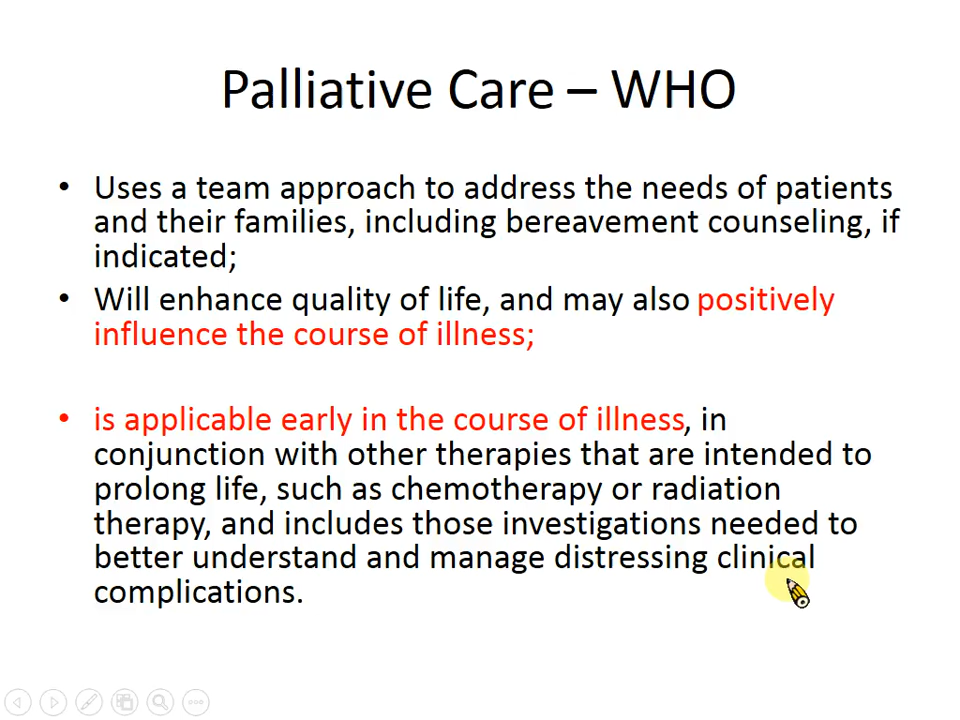 Palliative Care – WHO
• Uses a team approach to address the needs of patients
and their families, including bereavement counseling, if
indicated;
• Will enhance quality of life, and may also positively
influence the course of illness;
• is applicable early in the course of illness, in
conjunction with other therapies that are intended to
prolong life, such as chemotherapy or radiation
therapy, and includes those investigations needed to
better understand and manage distressing clinical
complications.